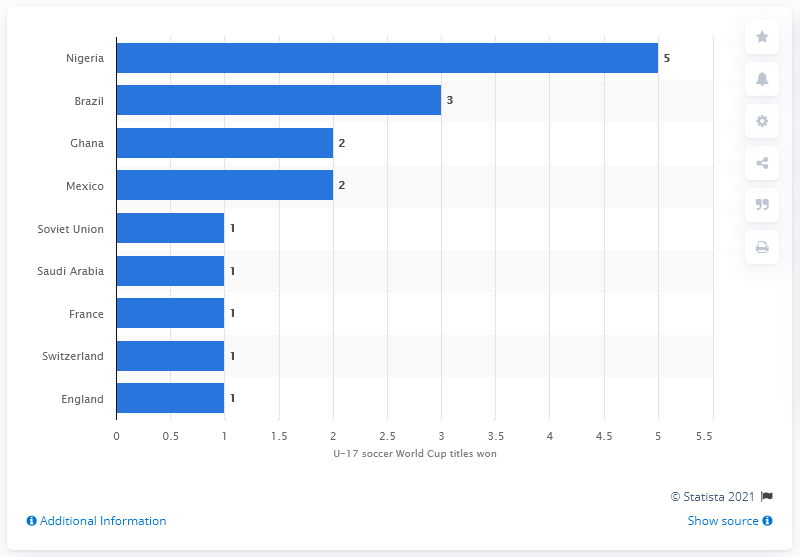 Nigeria 5
Brazil 3
Ghana 2
Mexico 2
Soviet Union 1
Saudi Arabia 1
France 1
Switzerland 1
England 1
0 0.5 1 1.5 2 2.5 3 3.5 4 4.5 5 5.5
U-17 soccer World Cup titles won
© Statista 2021
Additional Information Show source